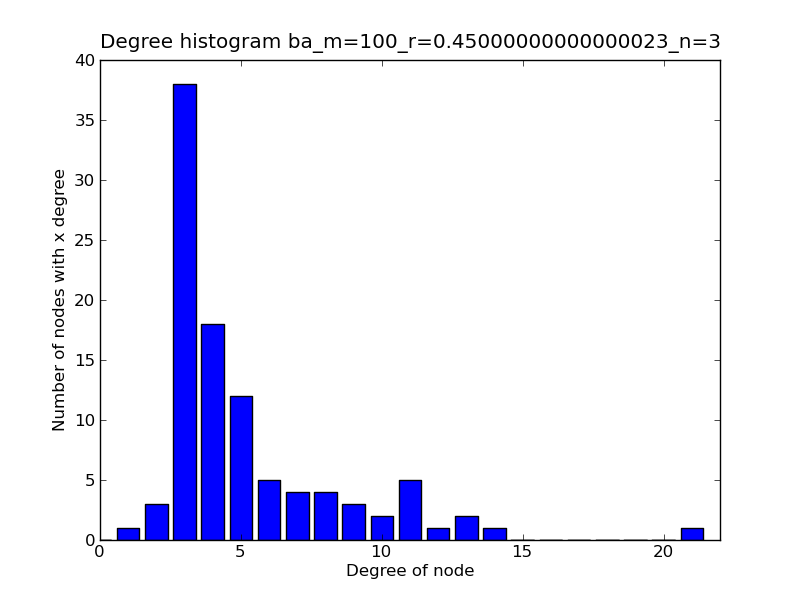 Degree histogram ba_m=100_r=0.45000000000000023_n=3
40
35
30
25
20
15
10
5
0
Number of nodes with x degree
0 5 10 15 20
Degree of node